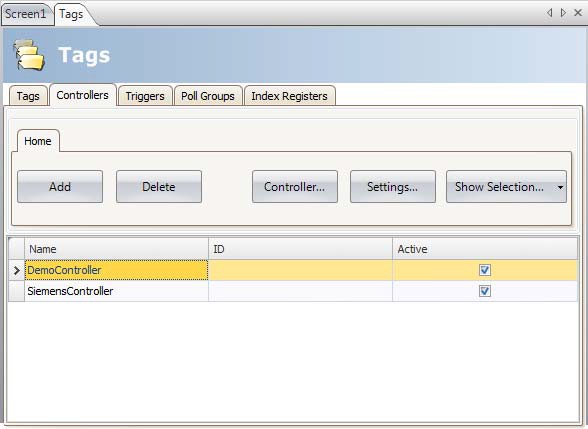 Screen1 Tags
Tags
Tags Controllers Triggers Poll Groups Index Registers
Home
Add Delete Controller... Settings... Show Selection...
Name ID Active
DemoController
SiemensController